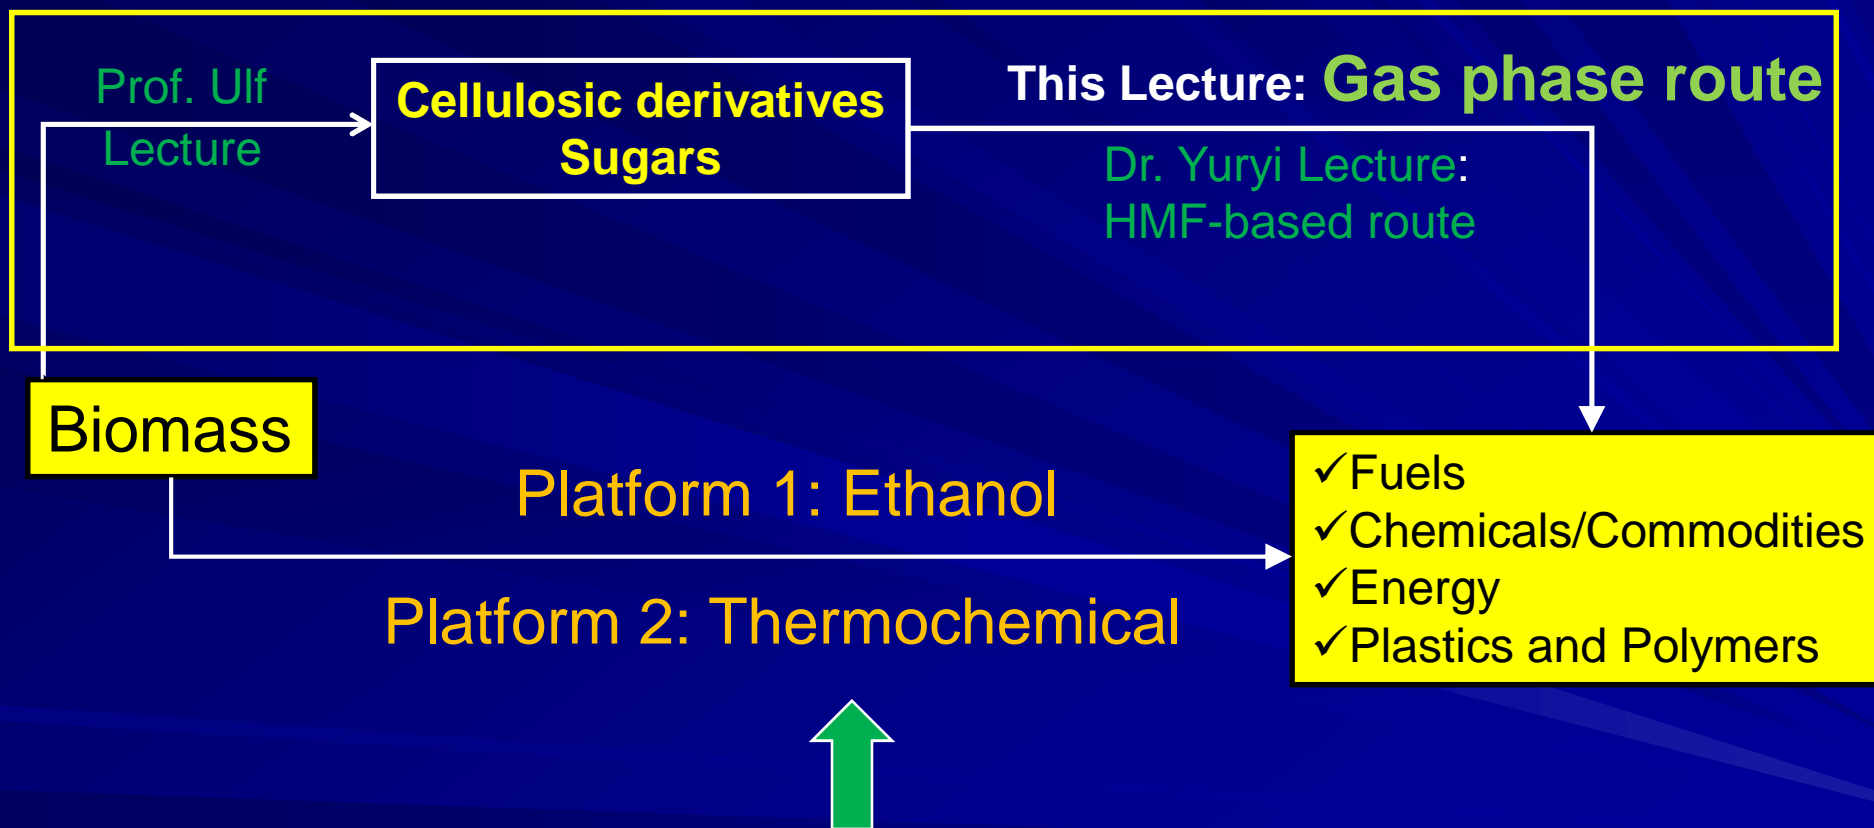 Prof. Ulf
Lecture
Cellulosic derivatives
Sugars
This Lecture: Gas phase route
Dr. Yuryi Lecture:
HMF-based route
Biomass
Platform 1: Ethanol
Platform 2: Thermochemical
✓Fuels
✓Chemicals/Commodities
✓Energy
✓Plastics and Polymers